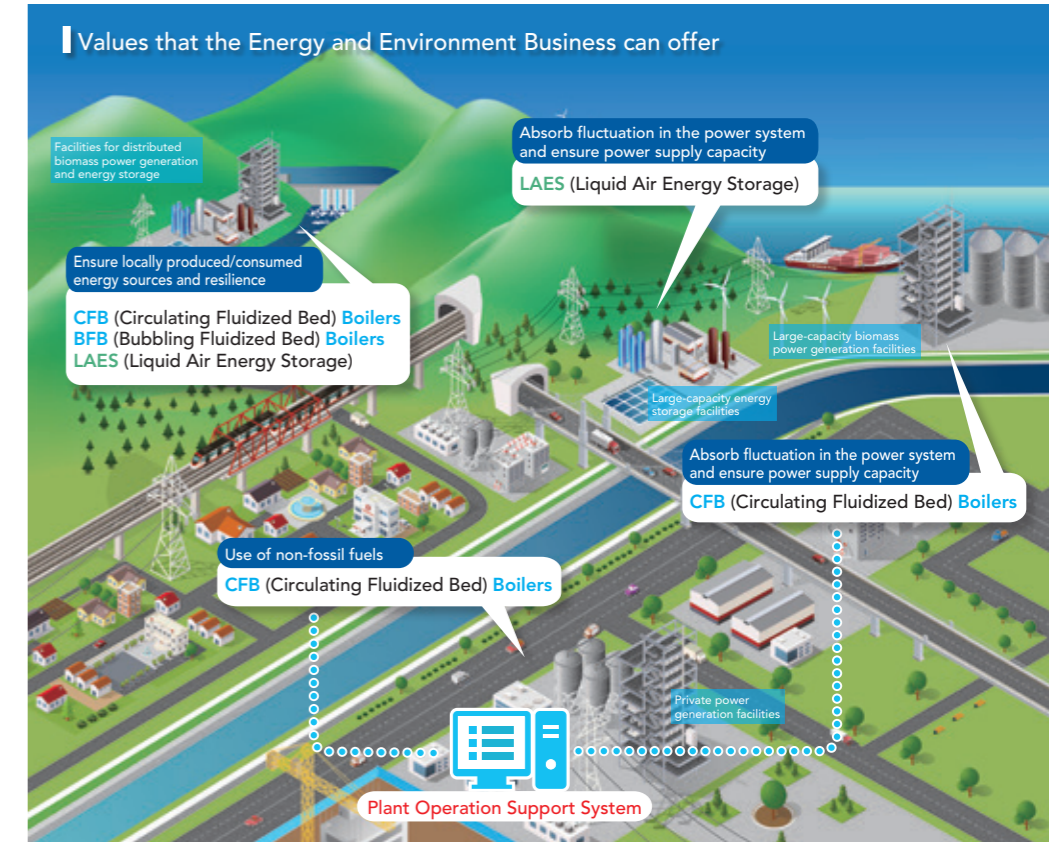 Values that the Energy and Environment Business can offer
Facilities for distributed
biomass power generation
and energy storage
Absorb fluctuation in the power system
and ensure power supply capacity
LAES (Liquid Air Energy Storage)
Ensure locally produced/consumed
energy sources and resilience
CFB (Circulating Fluidized Bed) Boilers
BFB (Bubbling Fluidized Bed) Boilers
LAES (Liquid Air Energy Storage)
Large-capacity biomass
power generation facilities
Large-capacity energy
storage facilities
Absorb fluctuation in the power system
and ensure power supply capacity
CFB (Circulating Fluidized Bed) Boilers
Use of non-fossil fuels
CFB (Circulating Fluidized Bed) Boilers
Private power
generation facilities
Plant Operation Support System